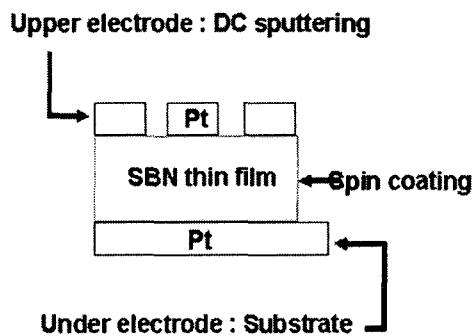 Upper electrode : DC sputtering
Pt
SBN thin film
Spin coating
Pt
Under electrode : Substrate